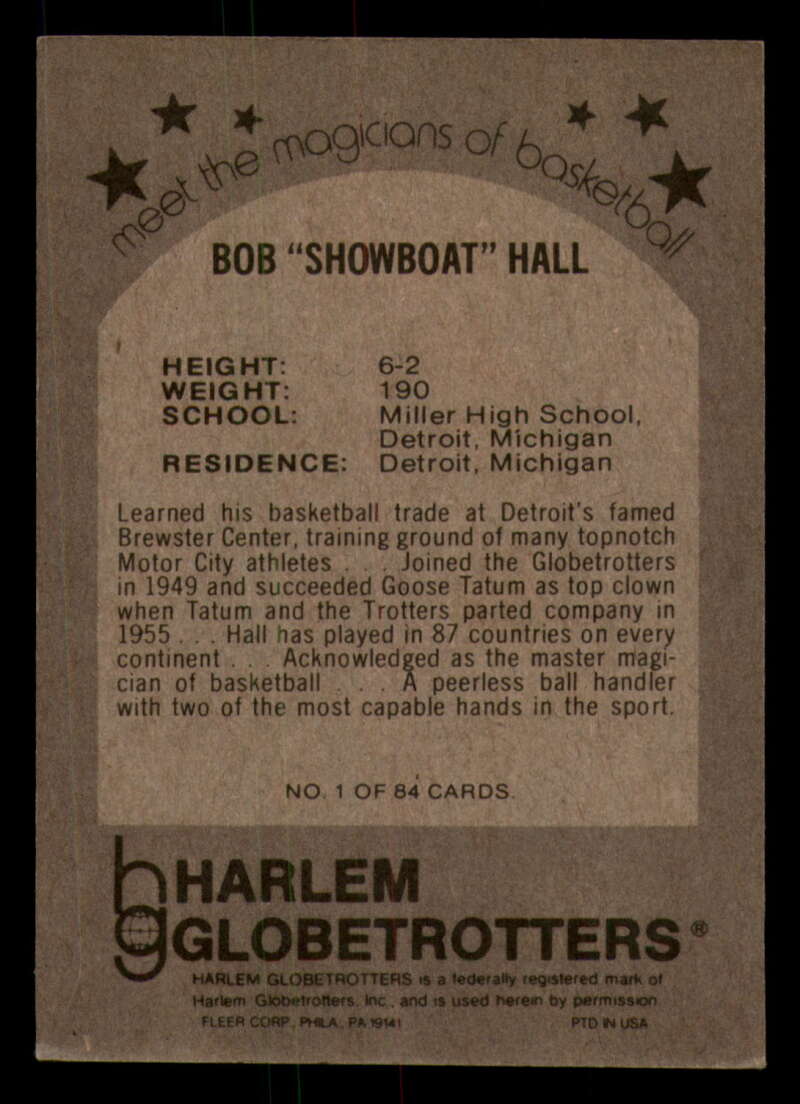 meet the magicians of basketball
BOB “SHOWBOAT” HALL
HEIGHT: 6-2
WEIGHT: 190
SCHOOL: Miller High School,
Detroit, Michigan
RESIDENCE: Detroit, Michigan
Learned his basketball trade at Detroit's famed
Brewster Center, training ground of many topnotch
Motor City athletes . . . Joined the Globetrotters
in 1949 and succeeded Goose Tatum as top clown
when Tatum and the Trotters parted company in
1955 . . . Hall has played in 87 countries on every
continent . . . Acknowledged as the master magi-
cian of basketball . . . A peerless ball handler
with two of the most capable hands in the sport.
NO. 1 OF 84 CARDS.
hg HARLEM
GLOBETROTTERS®
HARLEM GLOBETROTTERS is a federally registered mark of
Harlem Globetrotters, Inc., and is used herein by permission
FLEER CORP., PHILA., PA 19141 PTD IN USA